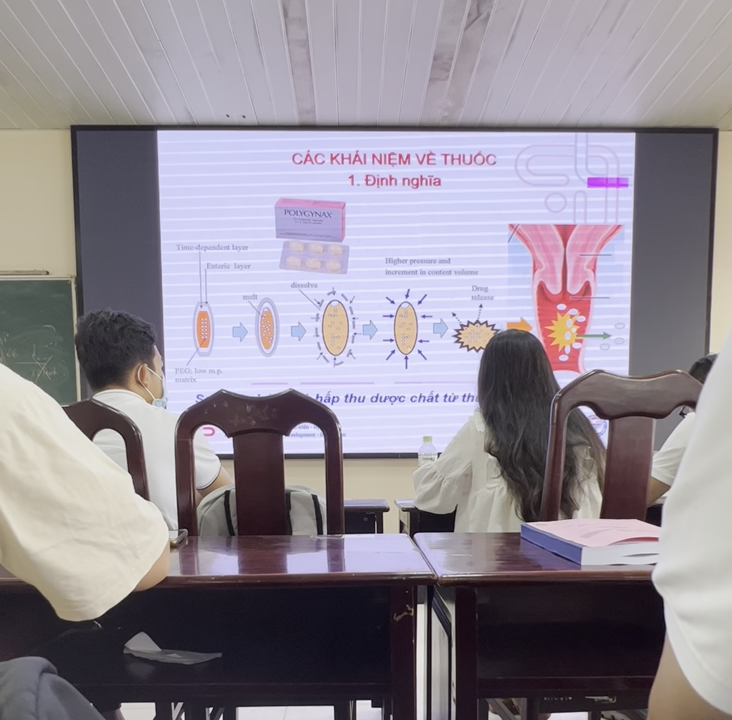 CÁC KHÁI NIỆM VỀ THUỐC
1. Định nghĩa
POLYGYNAX
Time-dependent layer
Enteric layer
melt
dissolve
Higher pressure and
increment in content volume
Drug
release
PEG: low m.p.
matrix
hấp thu dược chất từ